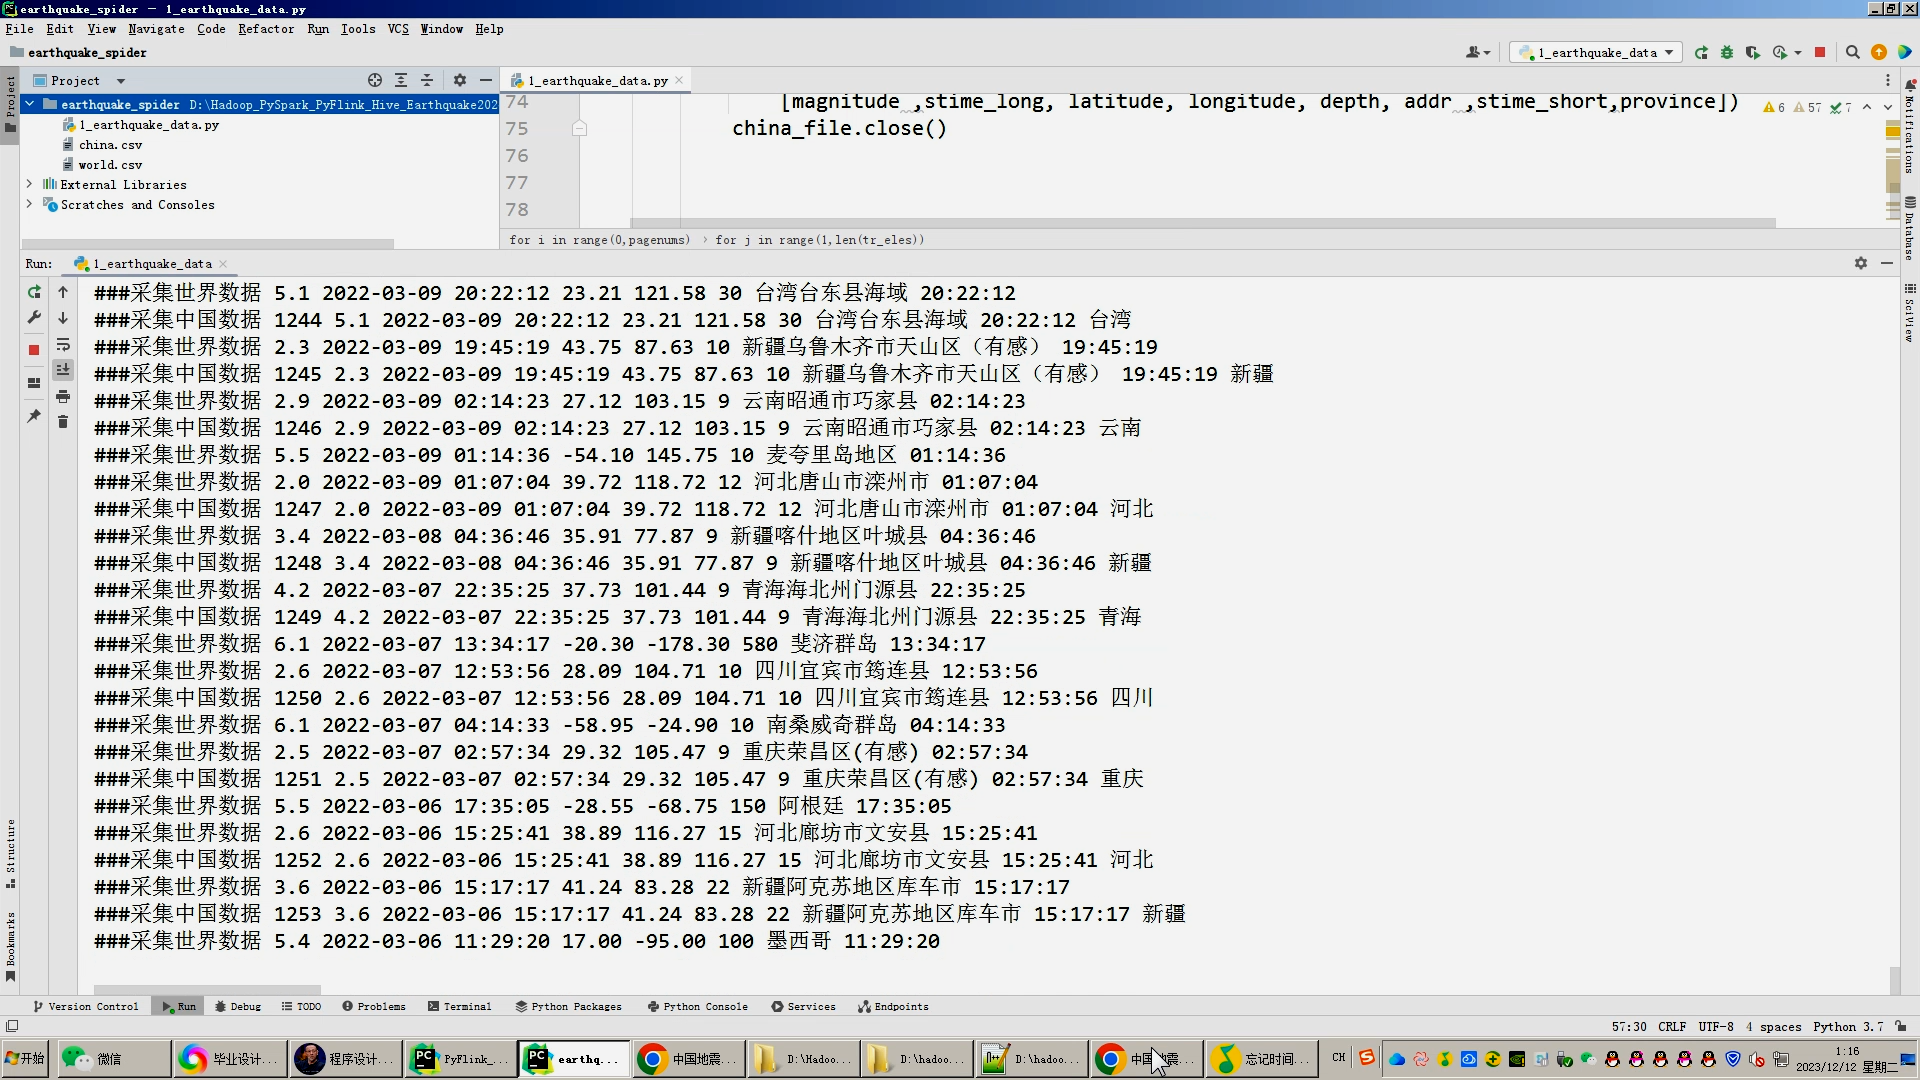 earthquake_spider - 1_earthquake_data.py
File Edit View Navigate Code Refactor Run Tools VCS Window Help
earthquake_spider
1_earthquake_data
Project
1_earthquake_data.py
earthquake_spider D:\Hadoop_PySpark_PyFlink_Hive_Earthquake202
1_earthquake_data.py
china.csv
world.csv
External Libraries
Scratches and Consoles
74 [magnitude ,stime_long, latitude, longitude, depth, addr ,stime_short,province])
6 57 7
75 china_file.close()
76
77
78
for i in range(0,pagenums) › for j in range(1,len(tr_eles))
Run: 1_earthquake_data
###采集世界数据 5.1 2022-03-09 20:22:12 23.21 121.58 30 台湾台东县海域 20:22:12
###采集中国数据 1244 5.1 2022-03-09 20:22:12 23.21 121.58 30 台湾台东县海域 20:22:12 台湾
###采集世界数据 2.3 2022-03-09 19:45:19 43.75 87.63 10 新疆乌鲁木齐市天山区（有感） 19:45:19
###采集中国数据 1245 2.3 2022-03-09 19:45:19 43.75 87.63 10 新疆乌鲁木齐市天山区（有感） 19:45:19 新疆
###采集世界数据 2.9 2022-03-09 02:14:23 27.12 103.15 9 云南昭通市巧家县 02:14:23
###采集中国数据 1246 2.9 2022-03-09 02:14:23 27.12 103.15 9 云南昭通市巧家县 02:14:23 云南
###采集世界数据 5.5 2022-03-09 01:14:36 -54.10 145.75 10 麦夸里岛地区 01:14:36
###采集世界数据 2.0 2022-03-09 01:07:04 39.72 118.72 12 河北唐山市滦州市 01:07:04
###采集中国数据 1247 2.0 2022-03-09 01:07:04 39.72 118.72 12 河北唐山市滦州市 01:07:04 河北
###采集世界数据 3.4 2022-03-08 04:36:46 35.91 77.87 9 新疆喀什地区叶城县 04:36:46
###采集中国数据 1248 3.4 2022-03-08 04:36:46 35.91 77.87 9 新疆喀什地区叶城县 04:36:46 新疆
###采集世界数据 4.2 2022-03-07 22:35:25 37.73 101.44 9 青海海北州门源县 22:35:25
###采集中国数据 1249 4.2 2022-03-07 22:35:25 37.73 101.44 9 青海海北州门源县 22:35:25 青海
###采集世界数据 6.1 2022-03-07 13:34:17 -20.30 -178.30 580 斐济群岛 13:34:17
###采集世界数据 2.6 2022-03-07 12:53:56 28.09 104.71 10 四川宜宾市筠连县 12:53:56
###采集中国数据 1250 2.6 2022-03-07 12:53:56 28.09 104.71 10 四川宜宾市筠连县 12:53:56 四川
###采集世界数据 6.1 2022-03-07 04:14:33 -58.95 -24.90 10 南桑威奇群岛 04:14:33
###采集世界数据 2.5 2022-03-07 02:57:34 29.32 105.47 9 重庆荣昌区(有感) 02:57:34
###采集中国数据 1251 2.5 2022-03-07 02:57:34 29.32 105.47 9 重庆荣昌区(有感) 02:57:34 重庆
###采集世界数据 5.5 2022-03-06 17:35:05 -28.55 -68.75 150 阿根廷 17:35:05
###采集世界数据 2.6 2022-03-06 15:25:41 38.89 116.27 15 河北廊坊市文安县 15:25:41
###采集中国数据 1252 2.6 2022-03-06 15:25:41 38.89 116.27 15 河北廊坊市文安县 15:25:41 河北
###采集世界数据 3.6 2022-03-06 15:17:17 41.24 83.28 22 新疆阿克苏地区库车市 15:17:17
###采集中国数据 1253 3.6 2022-03-06 15:17:17 41.24 83.28 22 新疆阿克苏地区库车市 15:17:17 新疆
###采集世界数据 5.4 2022-03-06 11:29:20 17.00 -95.00 100 墨西哥 11:29:20
Project
Structure
Bookmarks
Notifications
Database
SciView
Version Control Run Debug TODO Problems Terminal Python Packages Python Console Services Endpoints
57:30 CRLF UTF-8 4 spaces Python 3.7
开始 微信 毕业设计... 程序设计... PyFlink_... earthq... 中国地震... D:\Hadoo... D:\hadoo... D:\hadoo... 中国地震... 忘记时间... CH 1:16
2023/12/12 星期二